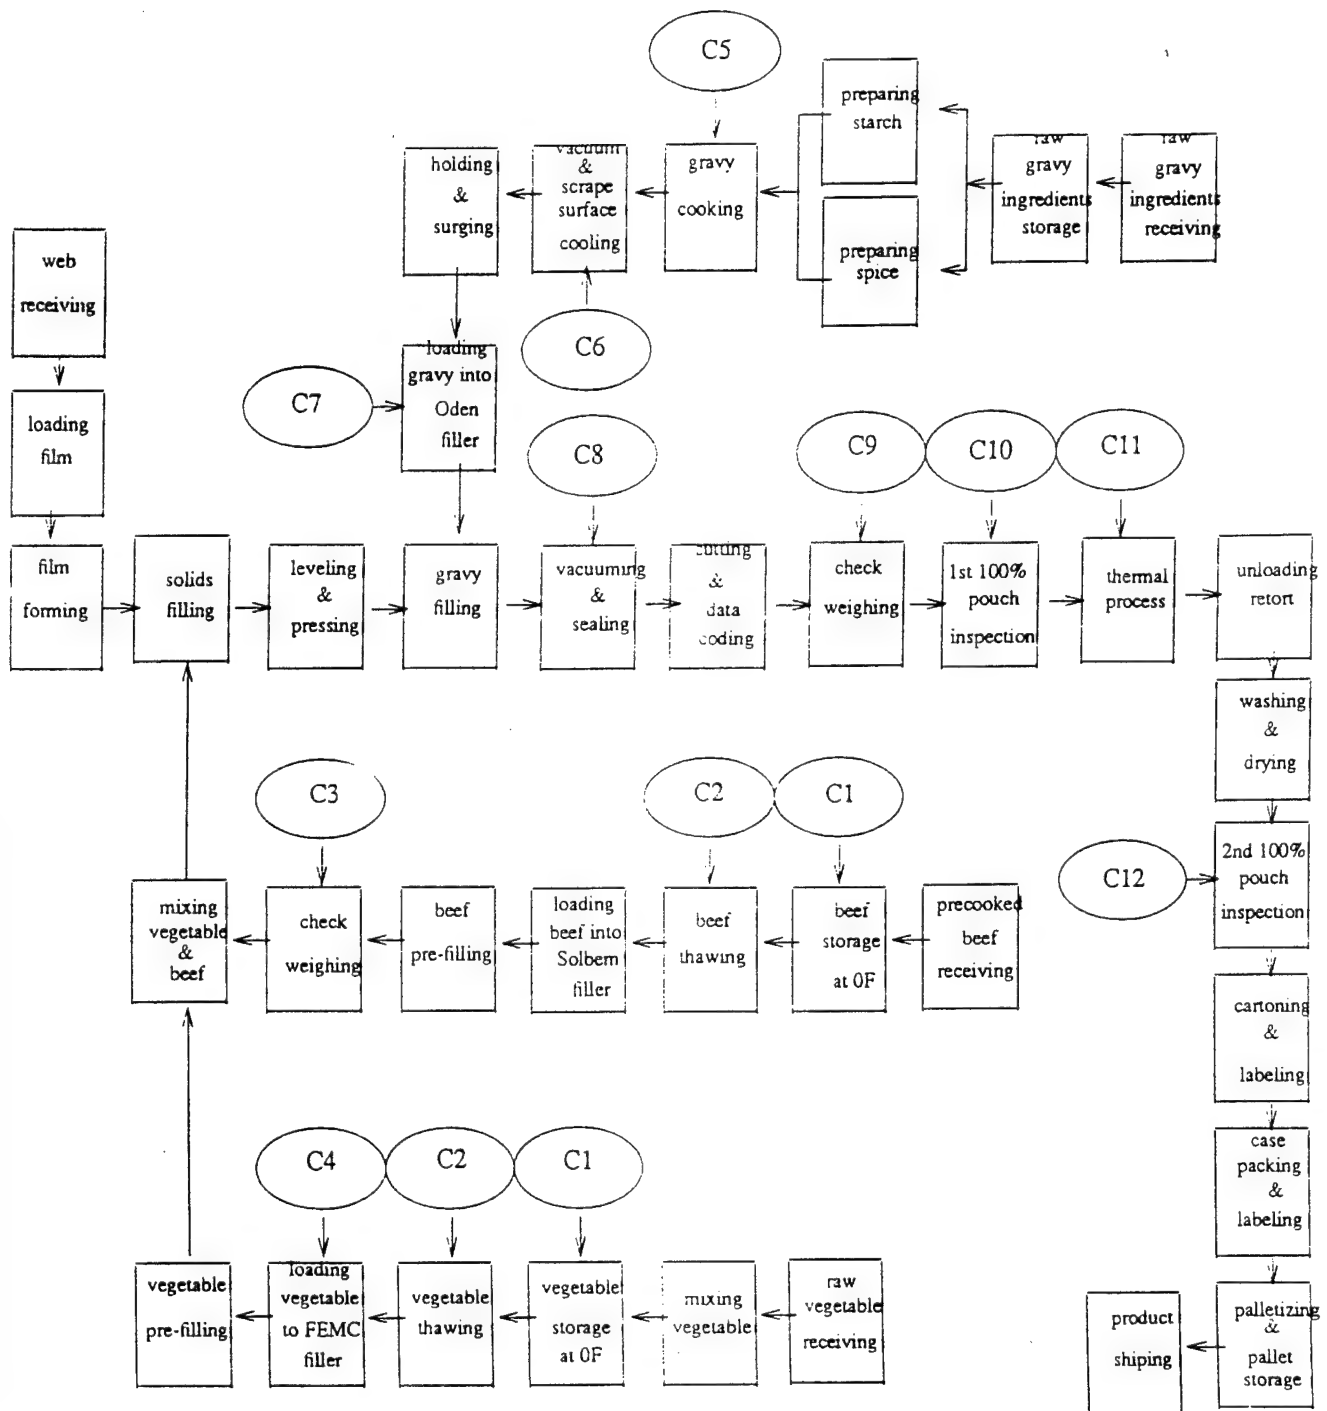 C5
preparing
starch
raw
gravy
ingredients
storage
raw
gravy
ingredients
receiving
gravy
cooking
vacuum
&
scrape
surface
cooling
holding
&
surging
preparing
spice
web
receiving
C6
loading
gravy into
Oden
filler
C7
loading
film
C8
C9
C10
C11
film
forming
solids
filling
leveling
&
pressing
gravy
filling
vacuuming
&
sealing
cutting
&
data
coding
check
weighing
1st 100%
pouch
inspection
thermal
process
unloading
retort
washing
&
drying
C3
C2
C1
C12
2nd 100%
pouch
inspection
mixing
vegetable
&
beef
check
weighing
beef
pre-filling
loading
beef into
Solbern
filler
beef
thawing
beef
storage
at 0F
precooked
beef
receiving
cartoning
&
labeling
C4
C2
C1
case
packing
&
labeling
vegetable
pre-filling
loading
vegetable
to FEMC
filler
vegetable
thawing
vegetable
storage
at 0F
mixing
vegetable
raw
vegetable
receiving
product
shiping
palletizing
&
pallet
storage